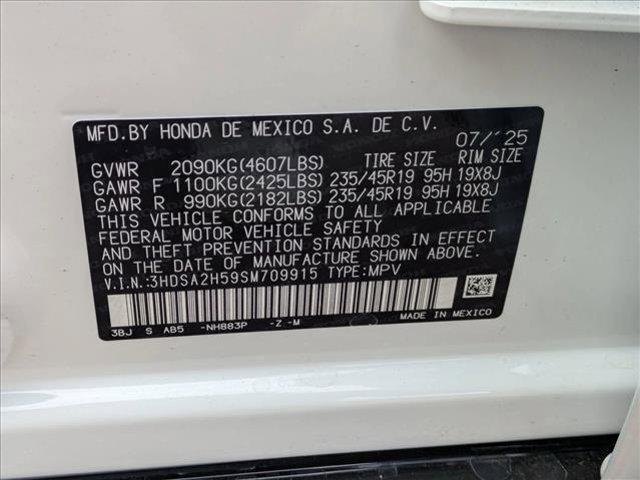 MFD.BY HONDA DE MEXICO S.A. DE C.V. 07/'25
GVWR 2090KG(4607LBS) TIRE SIZE RIM SIZE
GAWR F 1100KG(2425LBS) 235/45R19 95H 19X8J
GAWR R 990KG(2182LBS) 235/45R19 95H 19X8J
THIS VEHICLE CONFORMS TO ALL APPLICABLE
FEDERAL MOTOR VEHICLE SAFETY
AND THEFT PREVENTION STANDARDS IN EFFECT
ON THE DATE OF MANUFACTURE SHOWN ABOVE.
V.I.N.:3HDSA2H59SM709915 TYPE:MPV
3BJ S AB5 -NH883P -Z -M MADE IN MEXICO